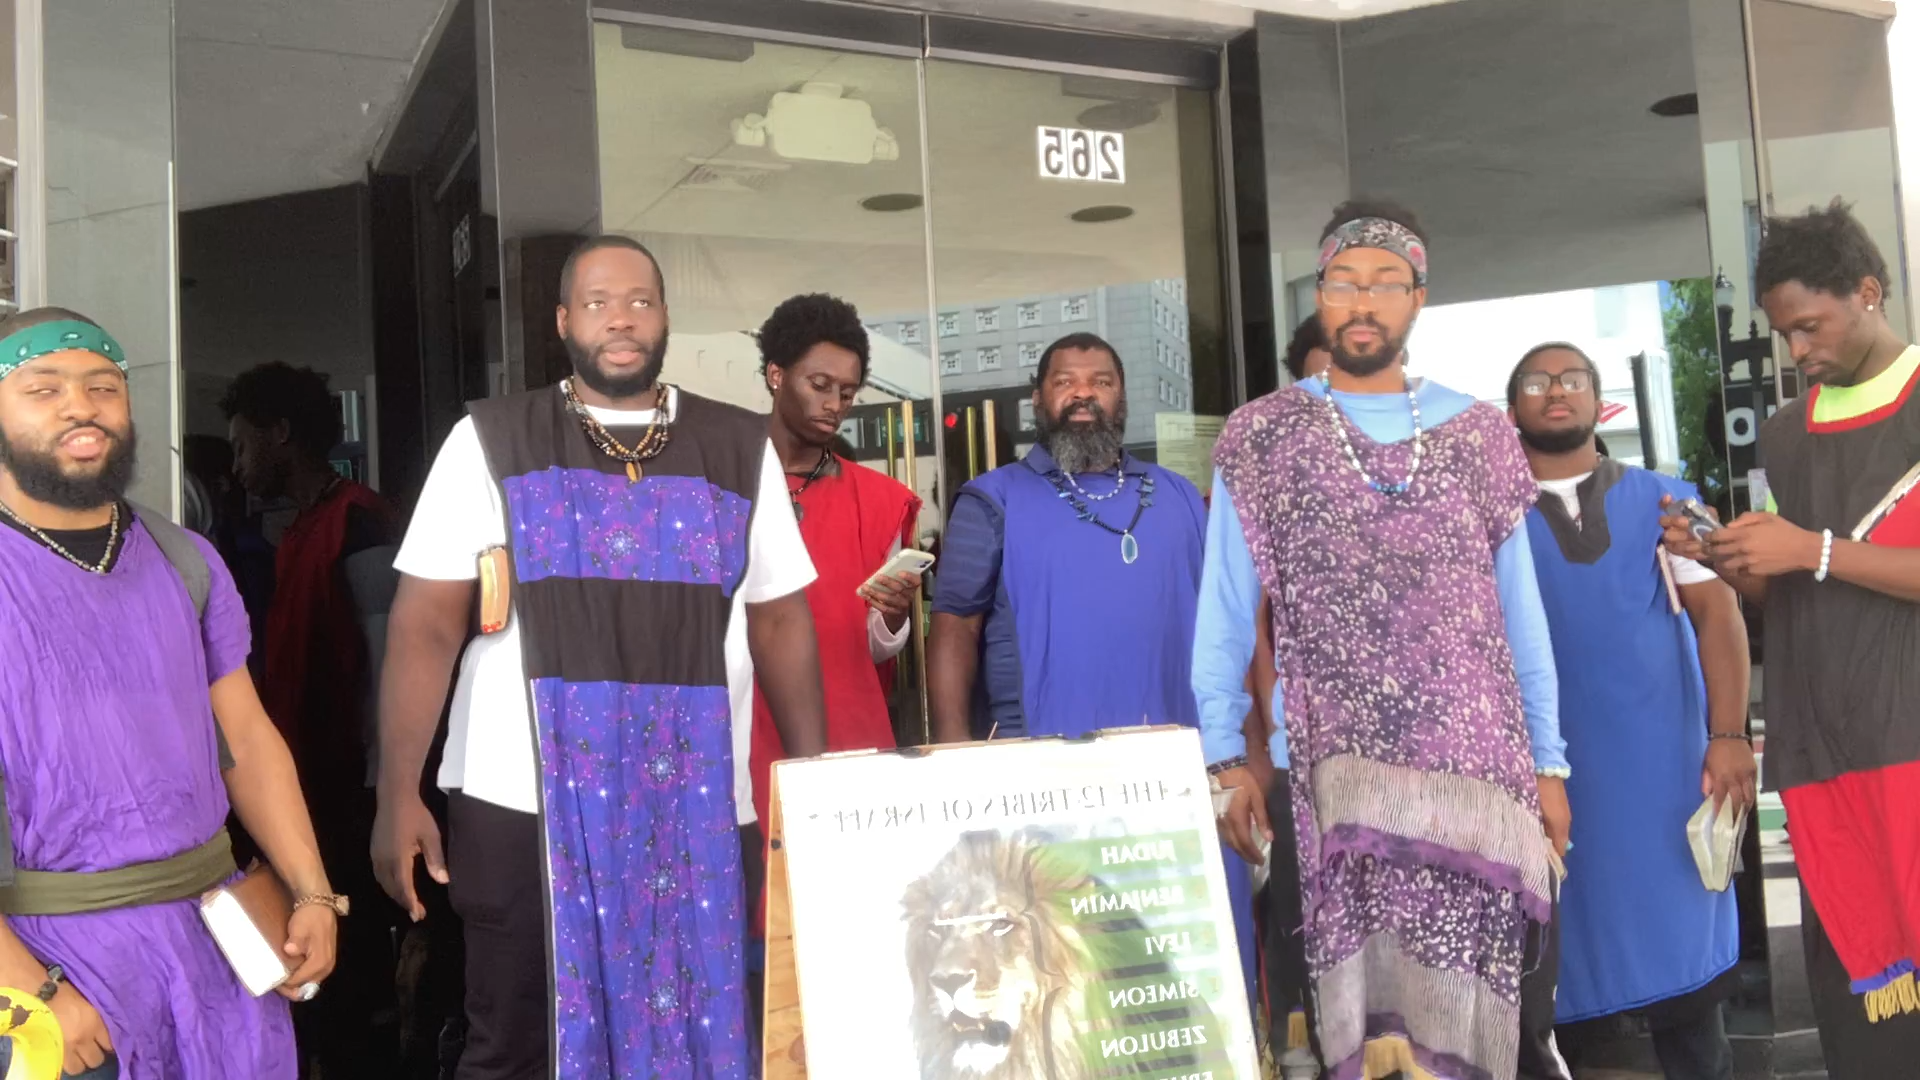 265
THE 12 TRIBES OF ISRAEL
JUDAH
BENJAMIN
LEVI
SIMEON
ZEBULON